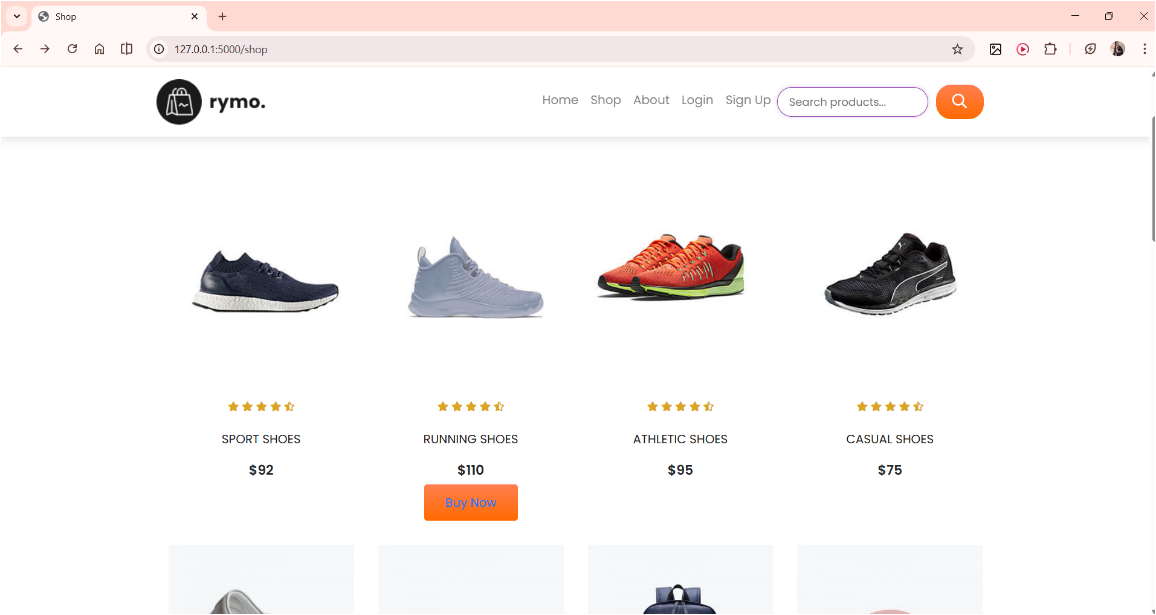 Shop
127.0.0.1:5000/shop
rymo.
Home Shop About Login Sign Up Search products...
SPORT SHOES RUNNING SHOES ATHLETIC SHOES CASUAL SHOES
$92 $110 $95 $75
Buy Now